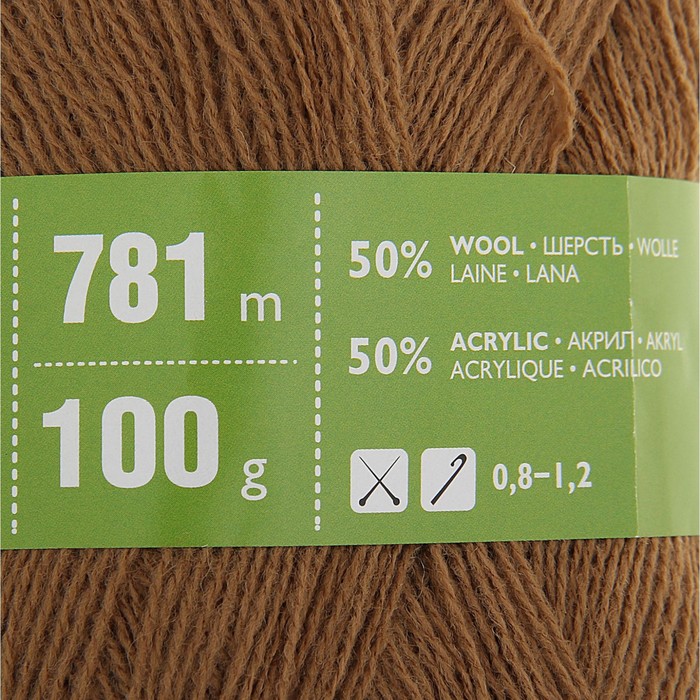 781 m
100 g
50% WOOL • ШЕРСТЬ • WOLLE
LAINE • LANA
50% ACRYLIC • АКРИЛ • AKRYL
ACRYLIQUE • ACRILICO
0,8–1,2